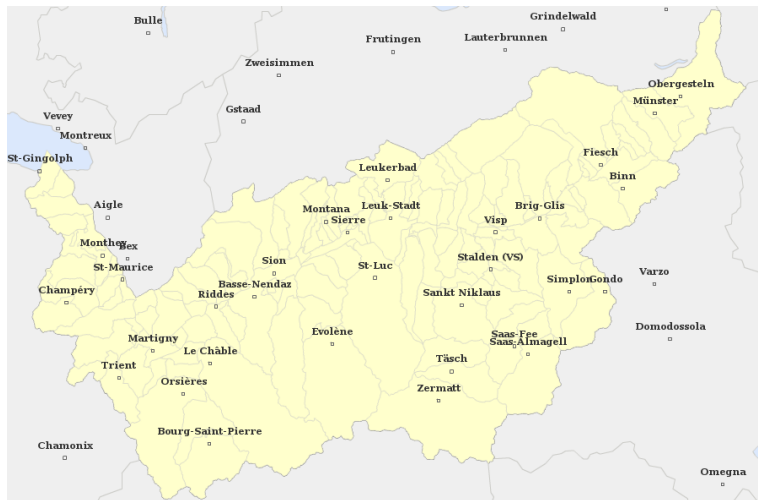 Bulle
Grindelwald
Frutingen
Lauterbrunnen
Zweisimmen
Obergesteln
Münster
Gstaad
Vevey
Montreux
St-Gingolph
Fiesch
Leukerbad
Binn
Aigle
Montana
Leuk-Stadt
Brig-Glis
Sierre
Visp
Monthey
Bex
St-Maurice
Sion
St-Luc
Stalden (VS)
Varzo
Champéry
Riddes
Basse-Nendaz
Sankt Niklaus
Simplon
Gondo
Domodossola
Martigny
Evolène
Saas-Fee
Saas-Almagell
Le Châble
Trient
Täsch
Orsières
Zermatt
Bourg-Saint-Pierre
Chamonix
Omegna